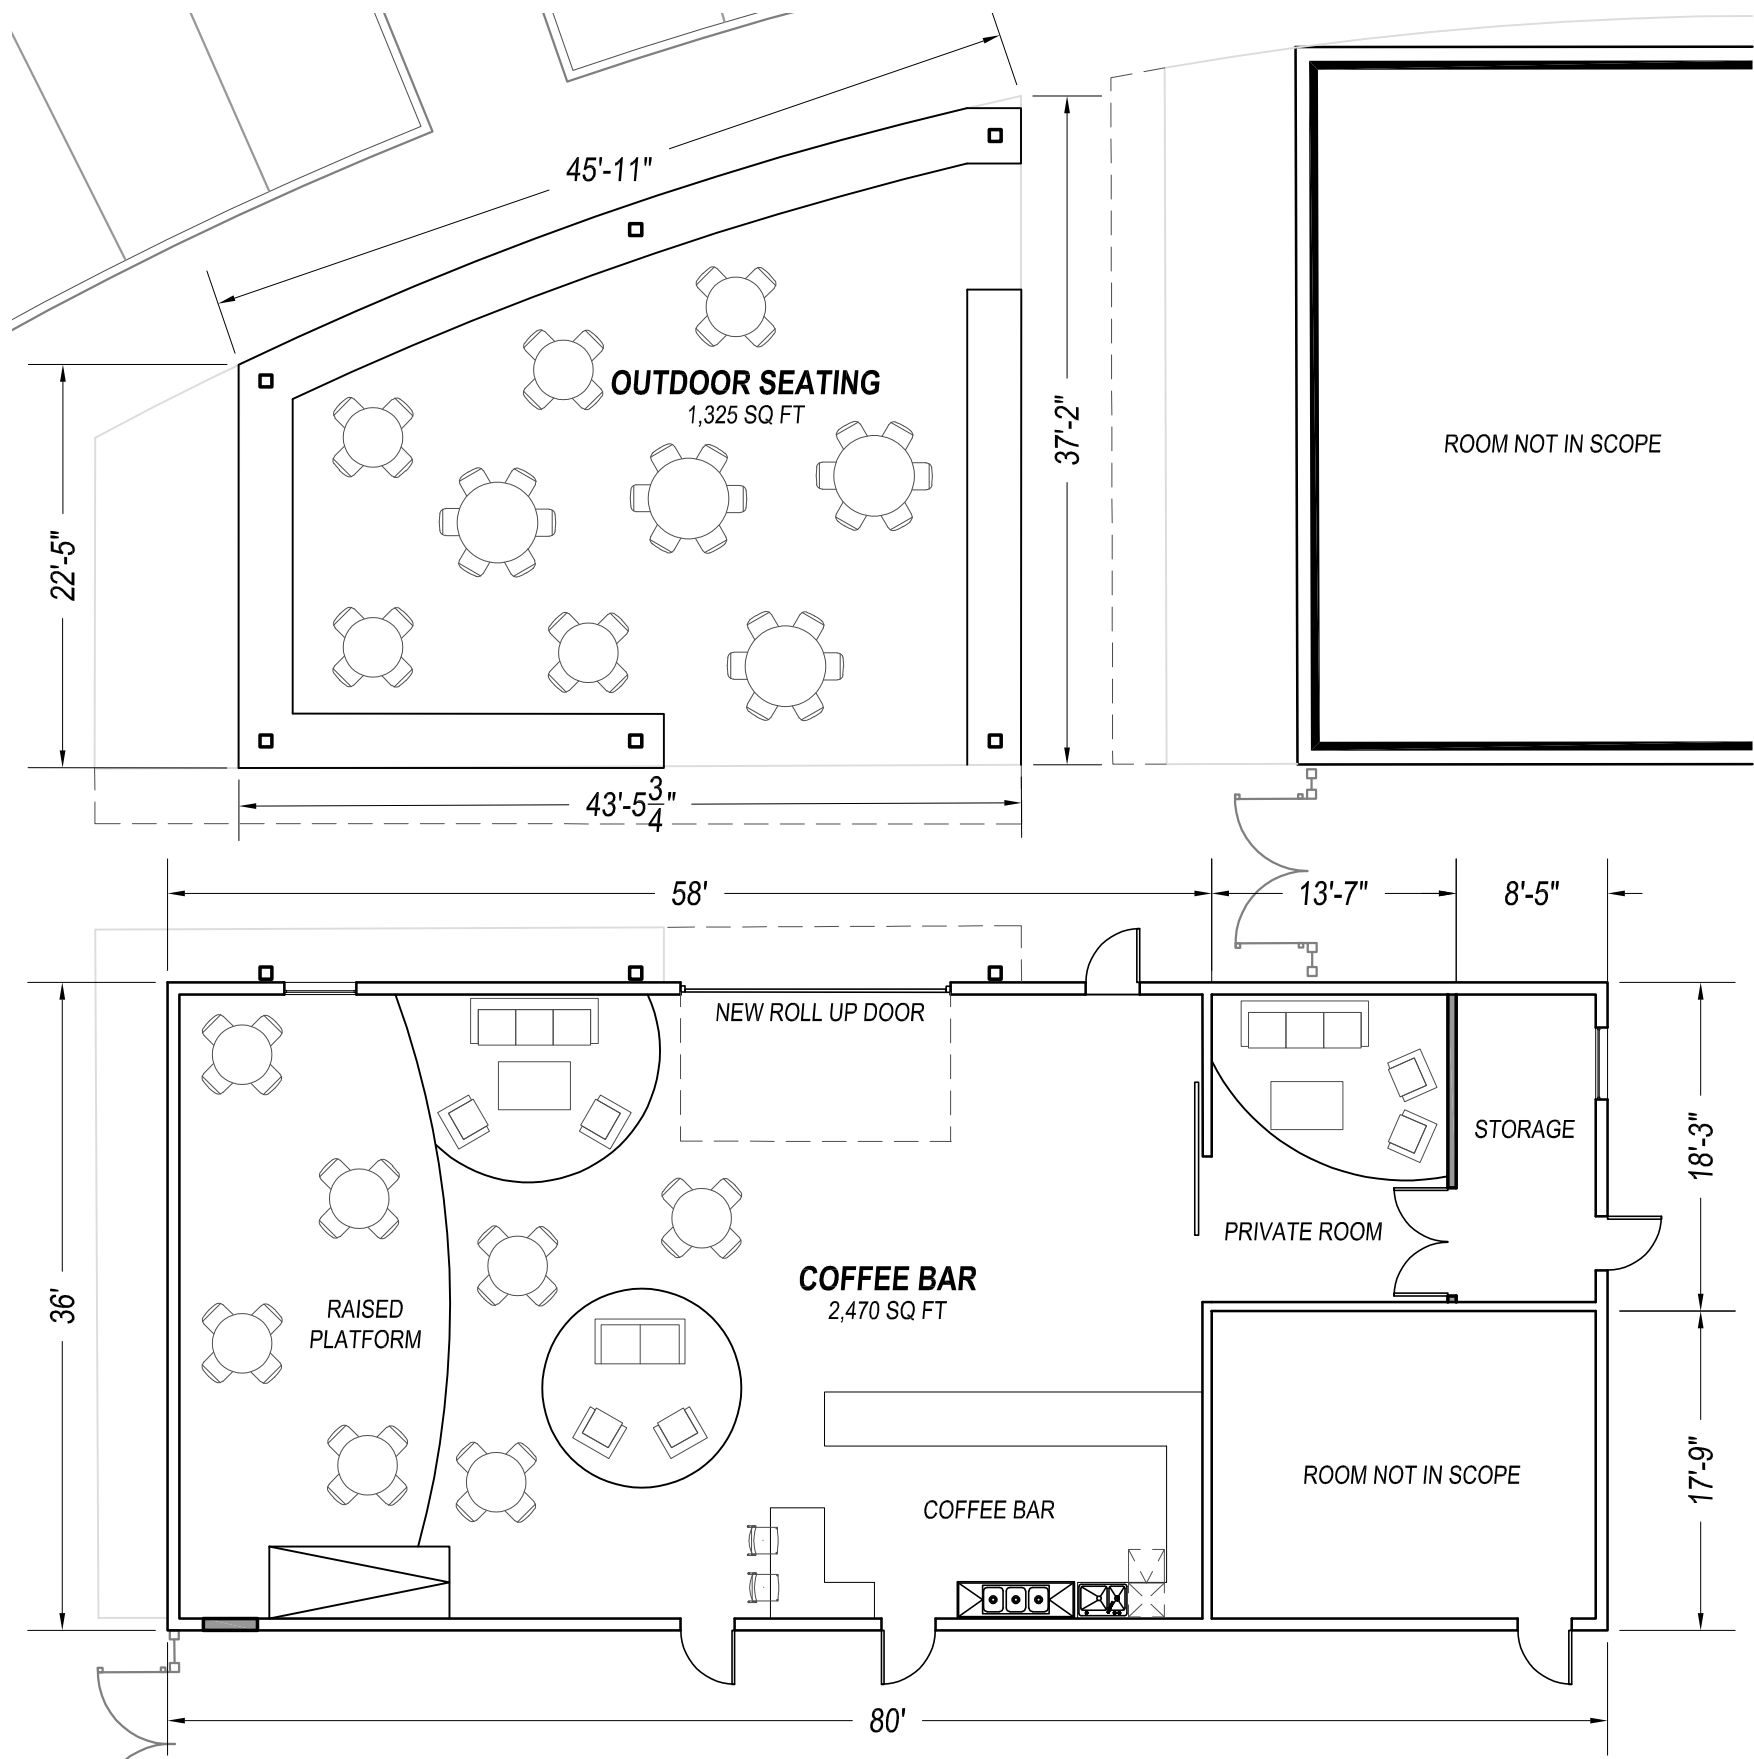 45'-11"
OUTDOOR SEATING
1,325 SQ FT
37'-2"
ROOM NOT IN SCOPE
22'-5"
43'-5 3/4"
58'
13'-7"
8'-5"
NEW ROLL UP DOOR
STORAGE
18'-3"
PRIVATE ROOM
COFFEE BAR
2,470 SQ FT
36'
RAISED
PLATFORM
ROOM NOT IN SCOPE
17'-9"
COFFEE BAR
80'